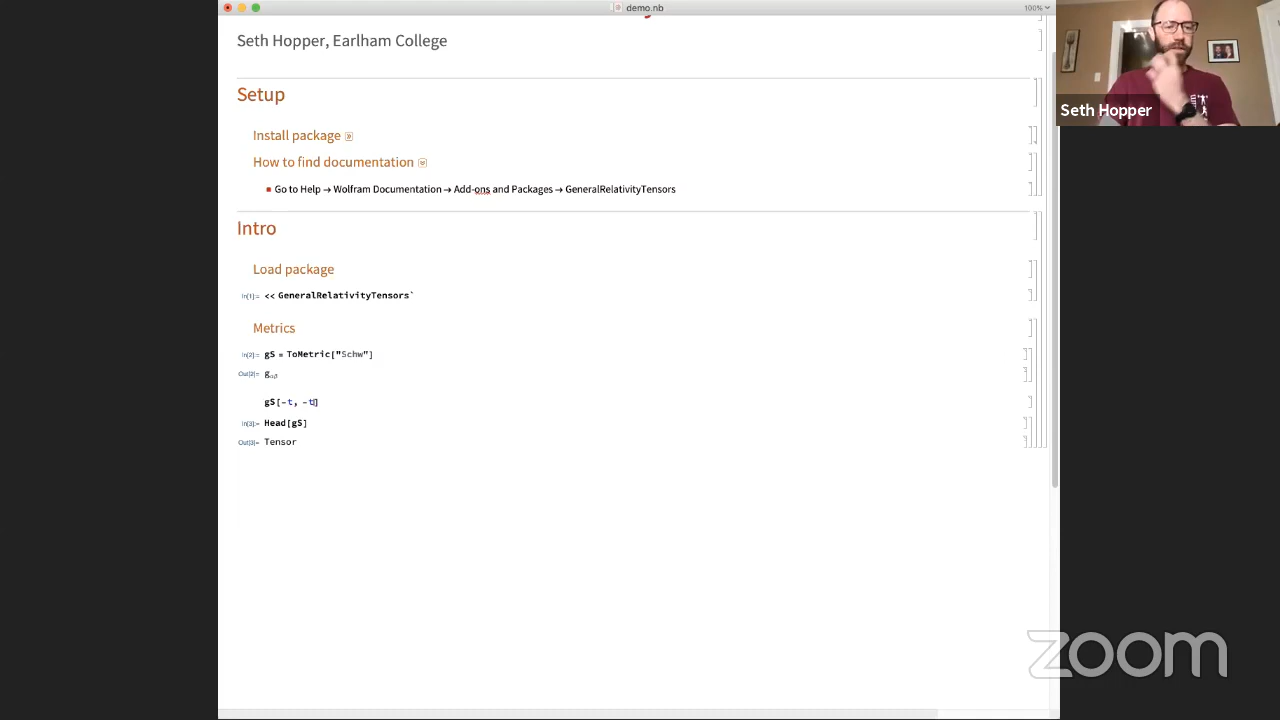 demo.nb
100%
Seth Hopper, Earlham College
Setup
Install package
How to find documentation
Go to Help → Wolfram Documentation → Add-ons and Packages → GeneralRelativityTensors
Intro
Load package
In[1]:= << GeneralRelativityTensors`
Metrics
In[2]:= gS = ToMetric["Schw"]
Out[2]= gαβ
gS[-t, -t]
In[3]:= Head[gS]
Out[3]= Tensor
Seth Hopper
zoom